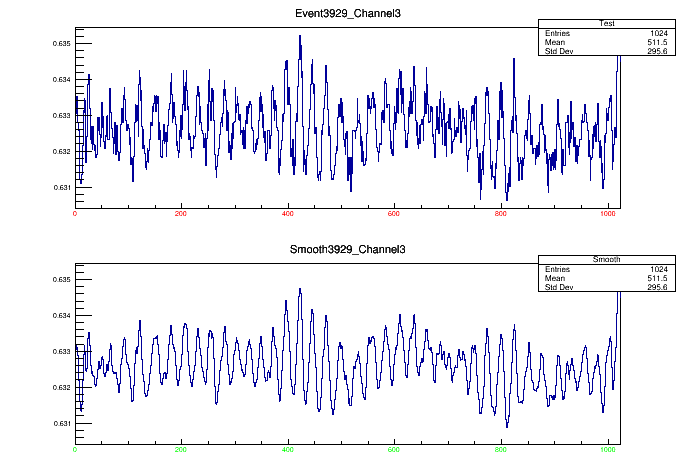 Event3929_Channel3
Test
Entries 1024
Mean 511.5
Std Dev 295.6
0.635
0.634
0.633
0.632
0.631
0 200 400 600 800 1000
Smooth3929_Channel3
Smooth
Entries 1024
Mean 511.5
Std Dev 295.6
0.635
0.634
0.633
0.632
0.631
0 200 400 600 800 1000